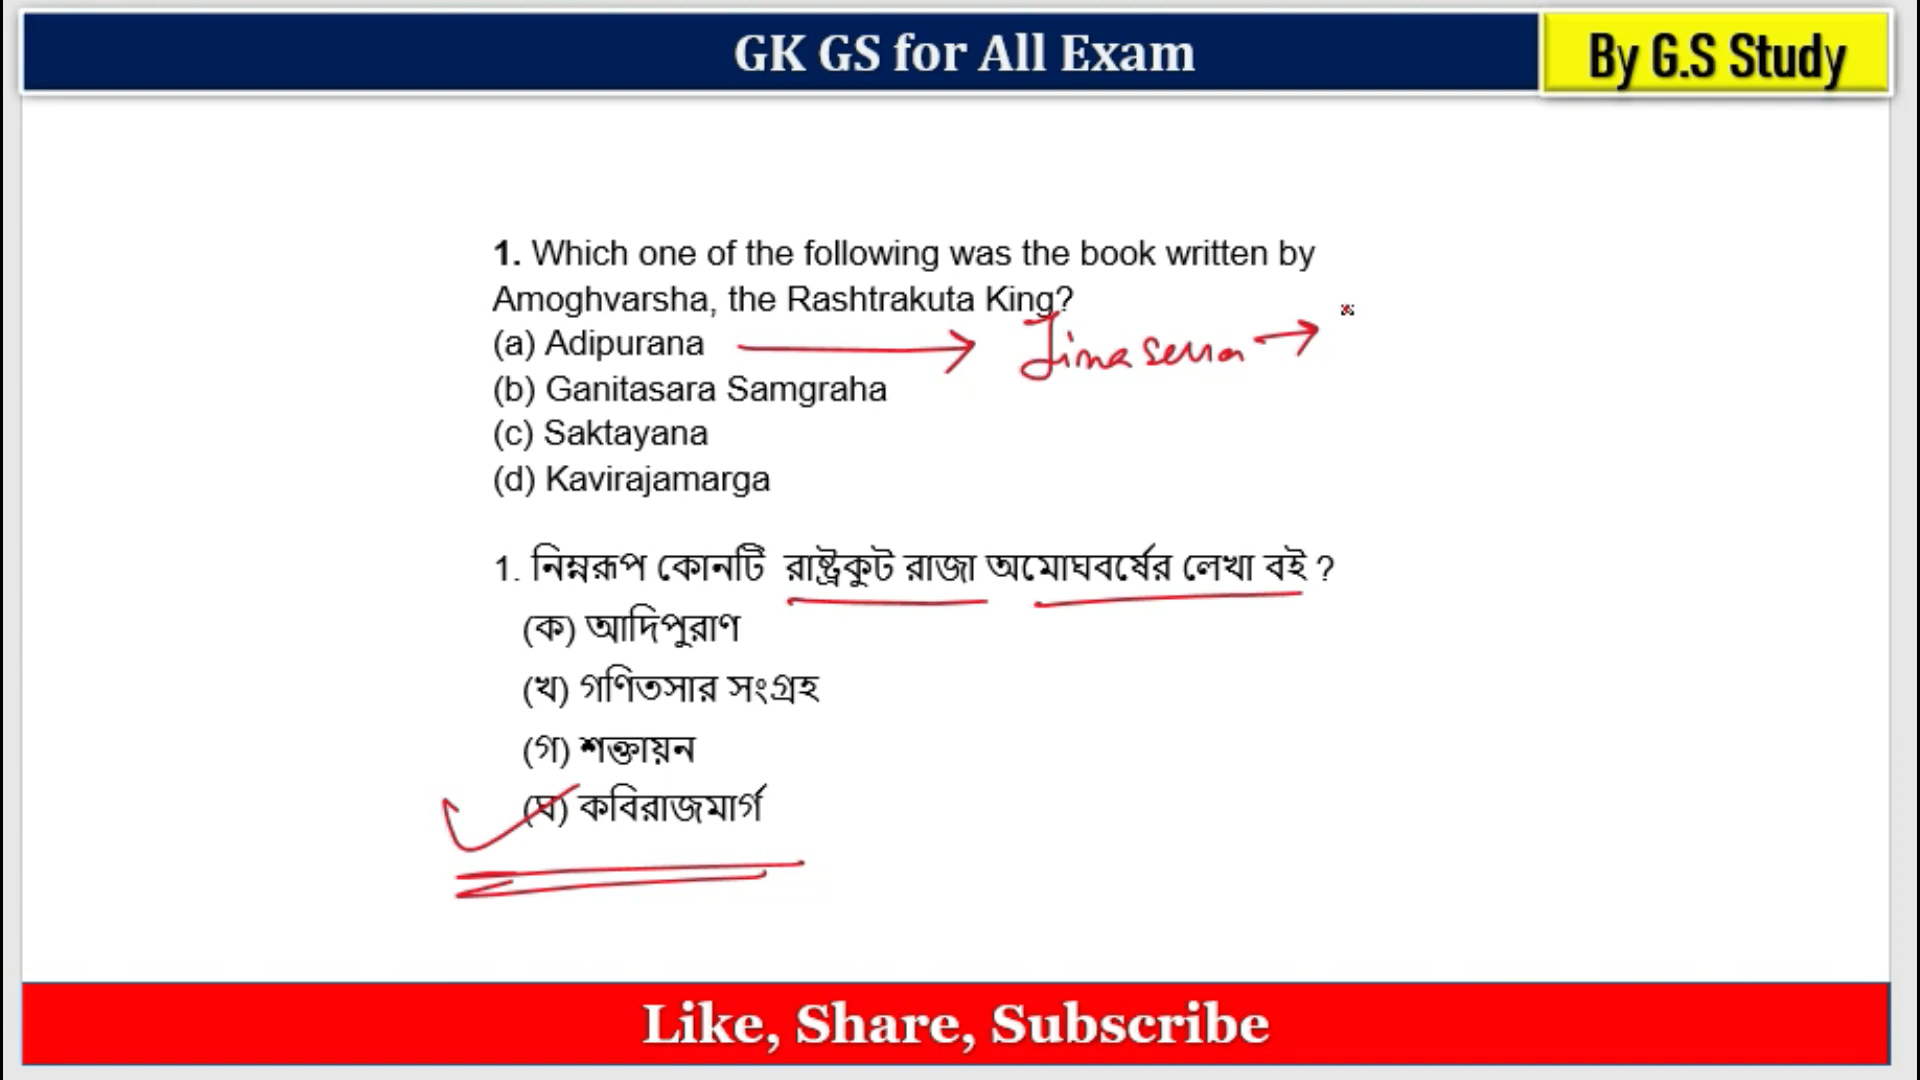 GK GS for All Exam
By G.S Study
1. Which one of the following was the book written by
Amoghvarsha, the Rashtrakuta King?
(a) Adipurana
Jinasena
(b) Ganitasara Samgraha
(c) Saktayana
(d) Kavirajamarga
1. নিম্নরূপ কোনটি রাষ্ট্রকুট রাজা অমোঘবর্ষের লেখা বই ?
(ক) আদিপুরাণ
(খ) গণিতসার সংগ্রহ
(গ) শক্তায়ন
(ঘ) কবিরাজমার্গ
Like, Share, Subscribe